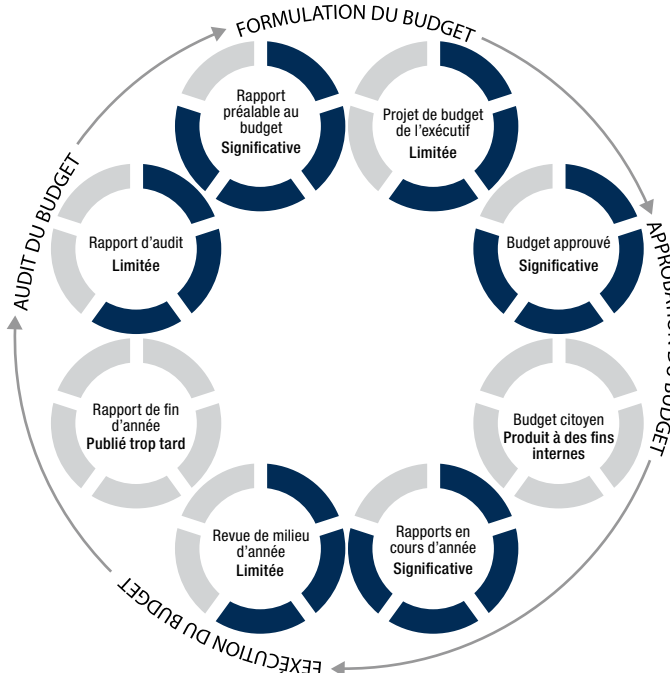 FORMULATION DU BUDGET
Rapport
préalable au
budget
Significative
Projet de budget
de l'exécutif
Limitée
APPROBATION DU BUDGET
Budget approuvé
Significative
Budget citoyen
Produit à des fins
internes
Rapports en
cours d'année
Significative
EEXÉCUTION DU BUDGET
Revue de milieu
d'année
Limitée
Rapport de fin
d'année
Publié trop tard
AUDIT DU BUDGET
Rapport d'audit
Limitée